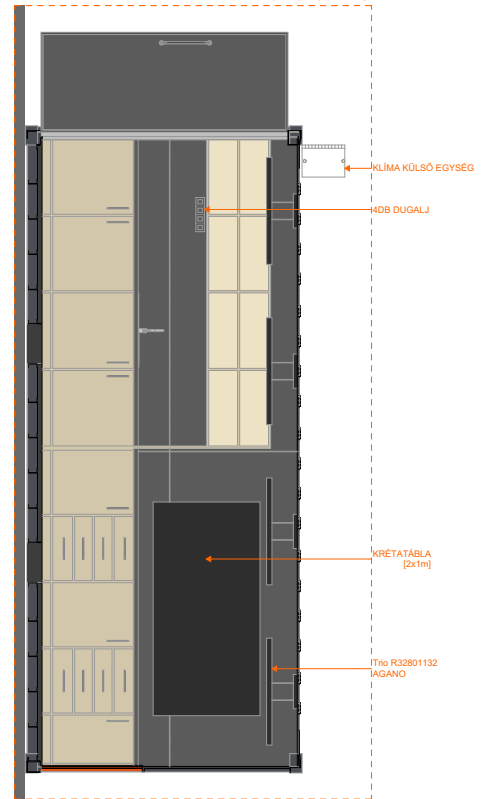 KLÍMA KÜLSŐ EGYSÉG
4DB DUGALJ
KRÉTATÁBLA
[2x1m]
Trio R32801132
AGANO